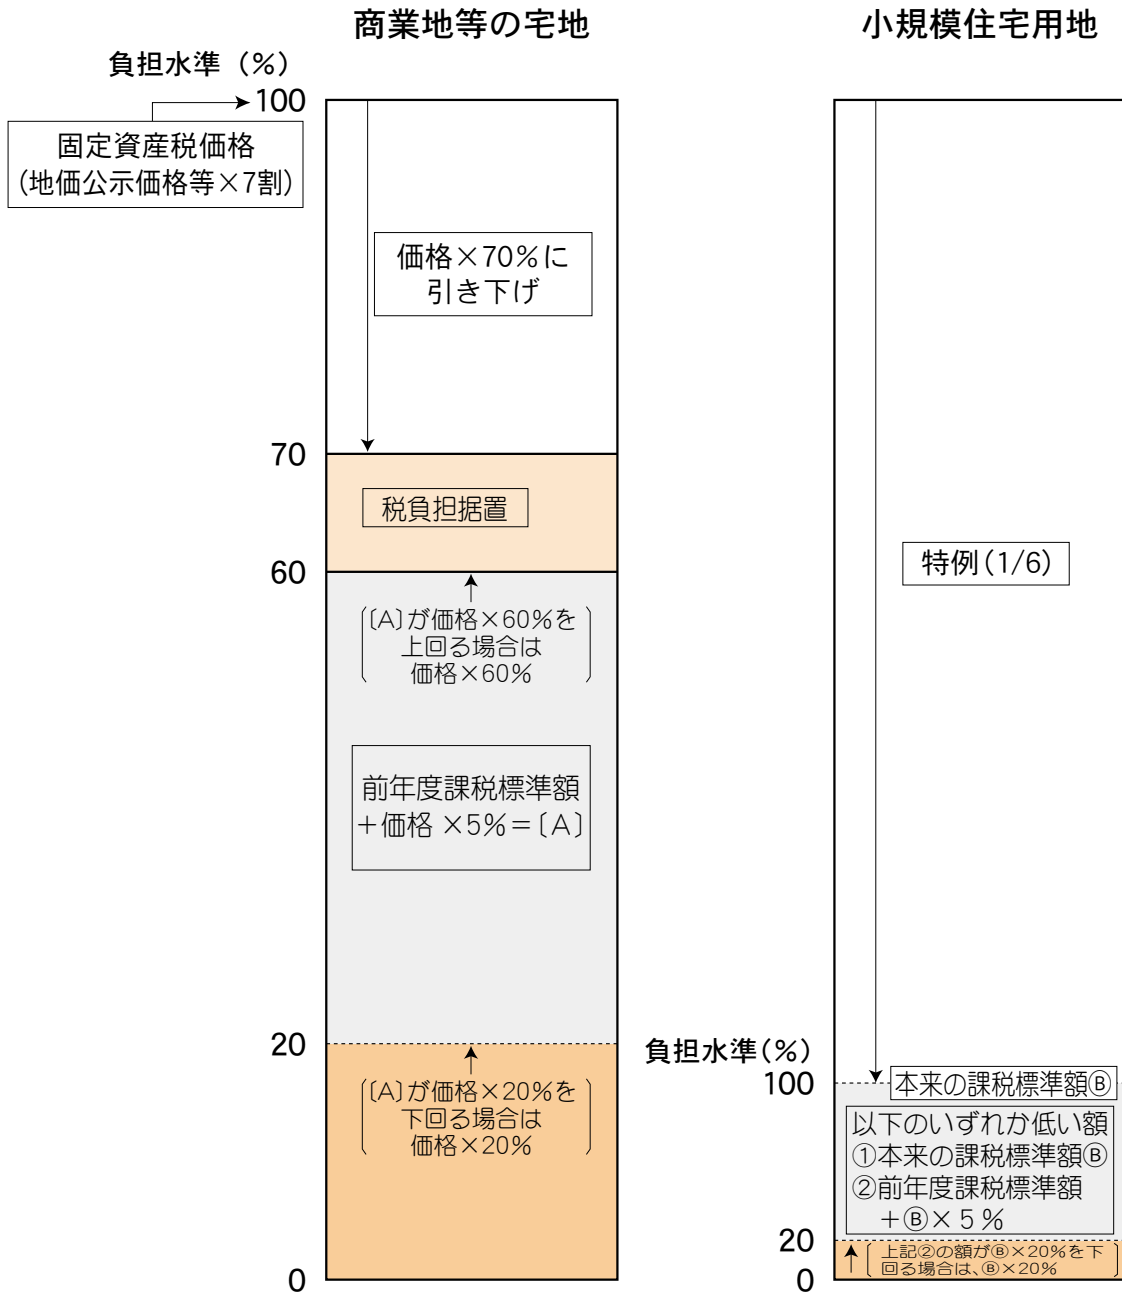 商業地等の宅地
負担水準（%）
100
固定資産税価格
(地価公示価格等×7割)
価格×70%に
引き下げ
70
税負担据置
60
〔A〕が価格×60%を
上回る場合は
価格×60%
前年度課税標準額
＋価格 ×5%＝〔A〕
20
〔A〕が価格×20%を
下回る場合は
価格×20%
0
小規模住宅用地
特例(1/6)
負担水準(%)
100
本来の課税標準額Ⓑ
以下のいずれか低い額
①本来の課税標準額Ⓑ
②前年度課税標準額
＋Ⓑ×５％
20
上記②の額がⒷ×20%を下
回る場合は、Ⓑ×20%
0